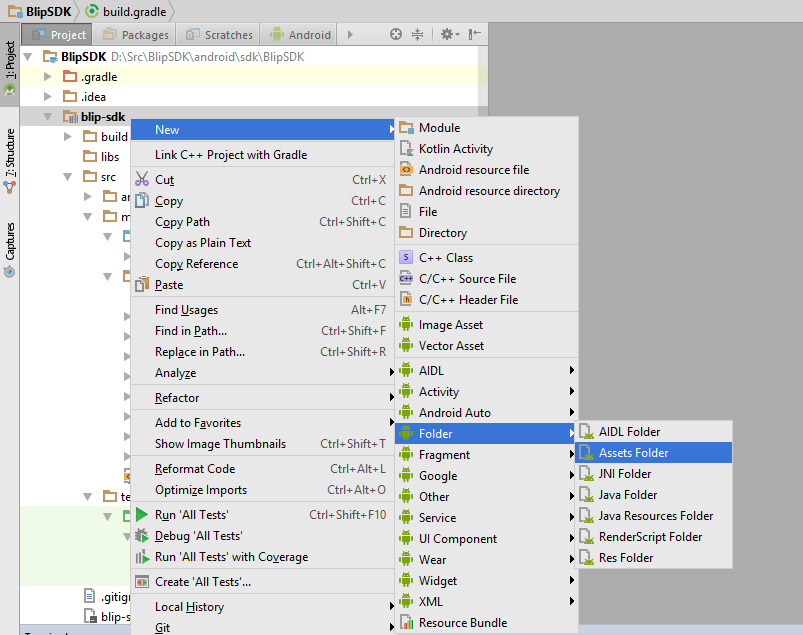 BlipSDK build.gradle
Project Packages Scratches Android
1: Project
7: Structure
Captures
BlipSDK D:\Src\BlipSDK\android\sdk\BlipSDK
.gradle
.idea
blip-sdk
build
libs
src
.gitig
blip-s
New
Link C++ Project with Gradle
Cut Ctrl+X
Copy Ctrl+C
Copy Path Ctrl+Shift+C
Copy as Plain Text
Copy Reference Ctrl+Alt+Shift+C
Paste Ctrl+V
Find Usages Alt+F7
Find in Path... Ctrl+Shift+F
Replace in Path... Ctrl+Shift+R
Analyze
Refactor
Add to Favorites
Show Image Thumbnails Ctrl+Shift+T
Reformat Code Ctrl+Alt+L
Optimize Imports Ctrl+Alt+O
Run 'All Tests' Ctrl+Shift+F10
Debug 'All Tests'
Run 'All Tests' with Coverage
Create 'All Tests'...
Local History
Git
Module
Kotlin Activity
Android resource file
Android resource directory
File
Directory
C++ Class
C/C++ Source File
C/C++ Header File
Image Asset
Vector Asset
AIDL
Activity
Android Auto
Folder
Fragment
Google
Other
Service
UI Component
Wear
Widget
XML
Resource Bundle
AIDL Folder
Assets Folder
JNI Folder
Java Folder
Java Resources Folder
RenderScript Folder
Res Folder